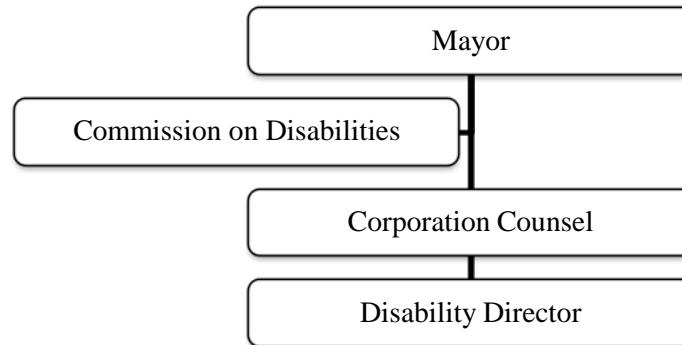 Mayor
Commission on Disabilities
Corporation Counsel
Disability Director